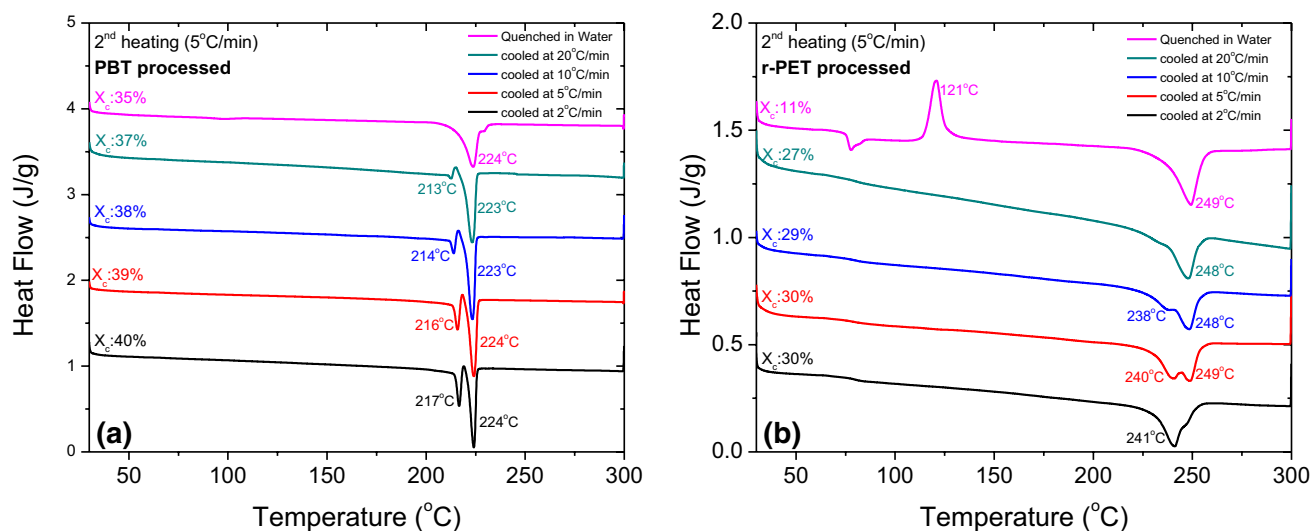 2nd heating (5°C/min)
PBT processed
Quenched in Water
cooled at 20°C/min
cooled at 10°C/min
cooled at 5°C/min
cooled at 2°C/min
Xc:35%
224°C
Xc:37%
213°C
223°C
Xc:38%
214°C
223°C
Xc:39%
216°C
224°C
Xc:40%
217°C
224°C
(a)
5
4
3
2
1
0
Heat Flow (J/g)
50 100 150 200 250 300
Temperature (°C)
2nd heating (5°C/min)
r-PET processed
Quenched in Water
cooled at 20°C/min
cooled at 10°C/min
cooled at 5°C/min
cooled at 2°C/min
121°C
Xc:11%
249°C
Xc:27%
248°C
Xc:29%
238°C
248°C
Xc:30%
240°C
249°C
Xc:30%
241°C
(b)
2.5
2.0
1.5
1.0
0.5
0.0
Heat Flow (J/g)
50 100 150 200 250 300
Temperature (°C)